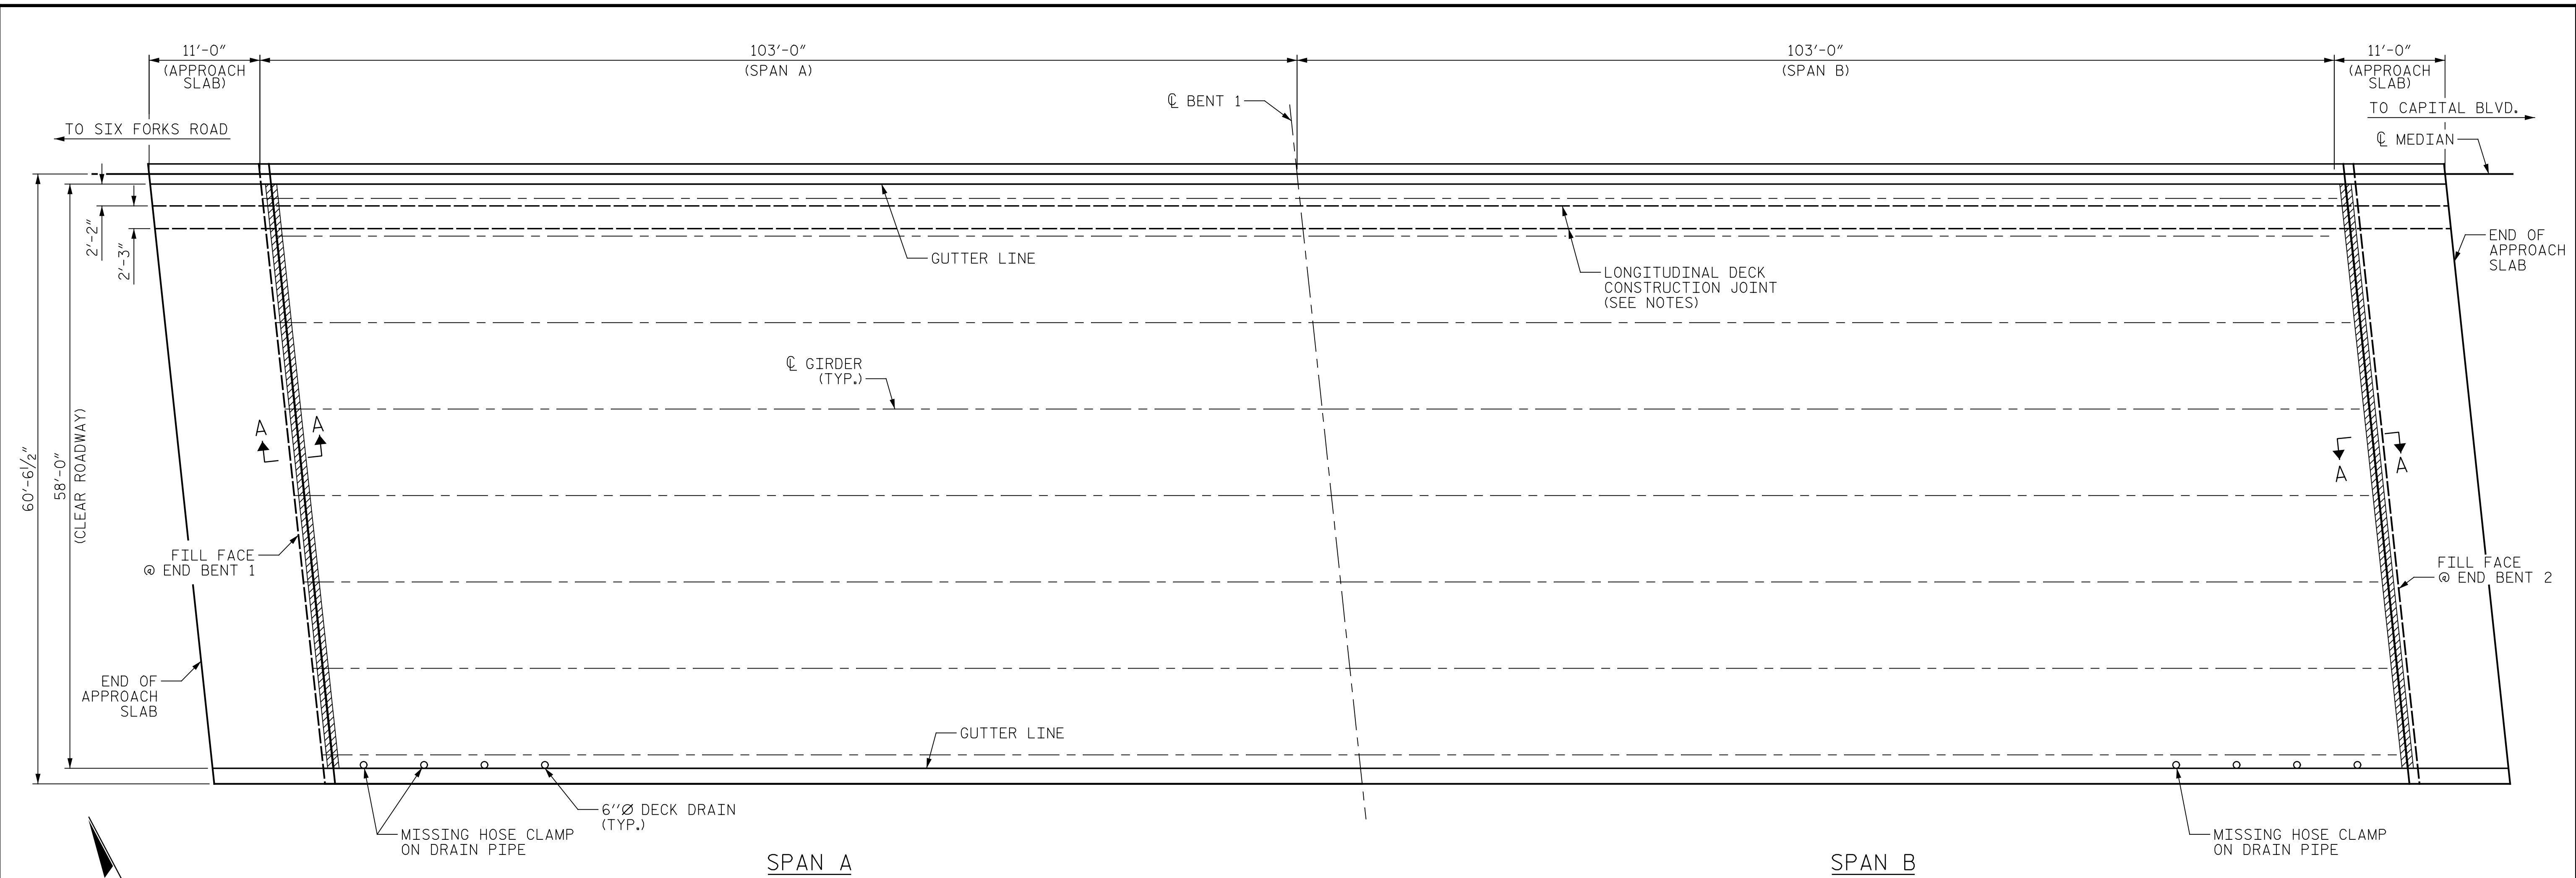 11'-0"
(APPROACH
SLAB)
103'-0"
(SPAN A)
103'-0"
(SPAN B)
11'-0"
(APPROACH
SLAB)
℄ BENT 1
TO SIX FORKS ROAD
TO CAPITAL BLVD.
℄ MEDIAN
2'-2"
2'-3"
GUTTER LINE
LONGITUDINAL DECK
CONSTRUCTION JOINT
(SEE NOTES)
END OF
APPROACH
SLAB
℄ GIRDER
(TYP.)
A
A
A
A
60'-6½"
58'-0"
(CLEAR ROADWAY)
FILL FACE
@ END BENT 1
FILL FACE
@ END BENT 2
END OF
APPROACH
SLAB
GUTTER LINE
6''Ø DECK DRAIN
(TYP.)
MISSING HOSE CLAMP
ON DRAIN PIPE
MISSING HOSE CLAMP
ON DRAIN PIPE
SPAN A
SPAN B